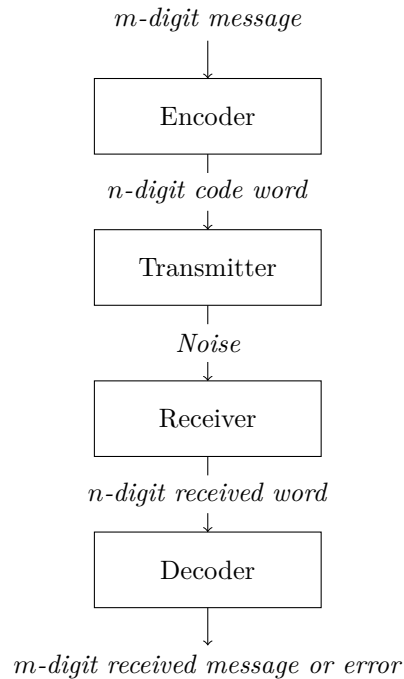 m-digit message
Encoder
n-digit code word
Transmitter
Noise
Receiver
n-digit received word
Decoder
m-digit received message or error